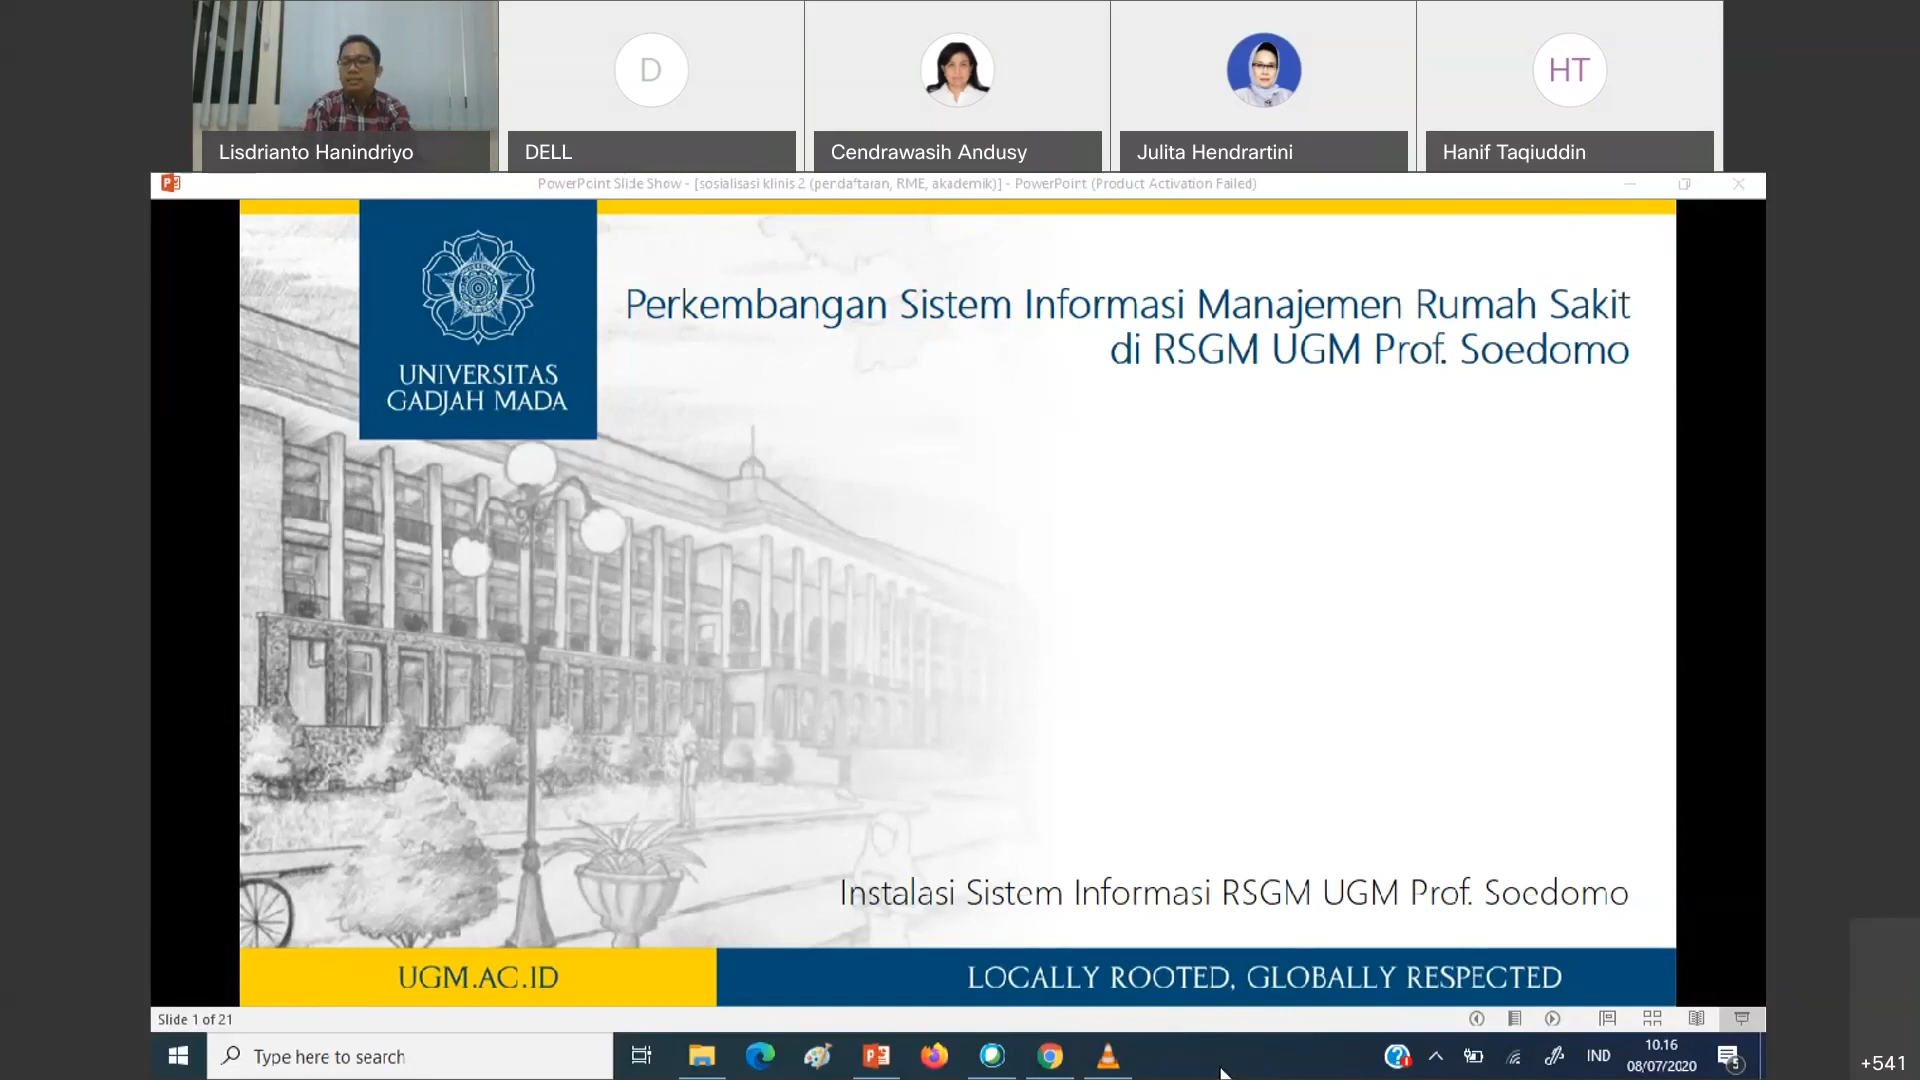 D
HT
Lisdrianto Hanindriyo
DELL
Cendrawasih Andusy
Julita Hendrartini
Hanif Taqiuddin
PowerPoint Slide Show - [sosialisasi klinis 2 (pendaftaran, RME, akademik)] - PowerPoint (Product Activation Failed)
UNIVERSITAS
GADJAH MADA
Perkembangan Sistem Informasi Manajemen Rumah Sakit
di RSGM UGM Prof. Soedomo
Instalasi Sistem Informasi RSGM UGM Prof. Soedomo
UGM.AC.ID
LOCALLY ROOTED, GLOBALLY RESPECTED
Slide 1 of 21
Type here to search
IND
10.16
08/07/2020
5
+541